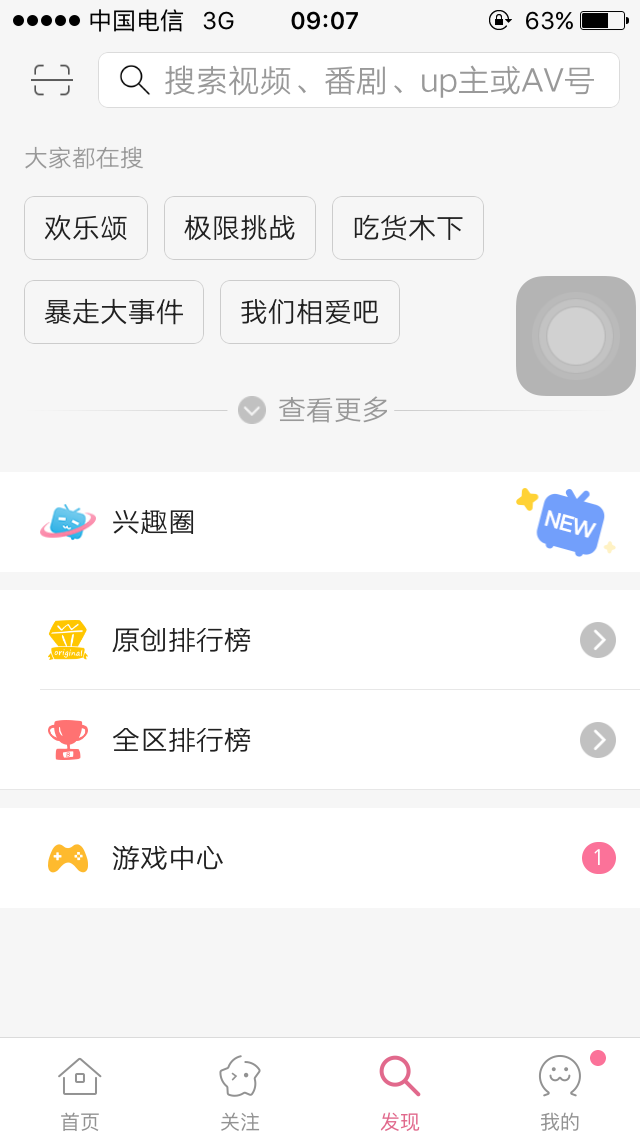 中国电信 3G 09:07 63%
搜索视频、番剧、up主或AV号
大家都在搜
欢乐颂 极限挑战 吃货木下
暴走大事件 我们相爱吧
查看更多
兴趣圈 NEW
原创排行榜
original
全区排行榜
游戏中心 1
首页 关注 发现 我的